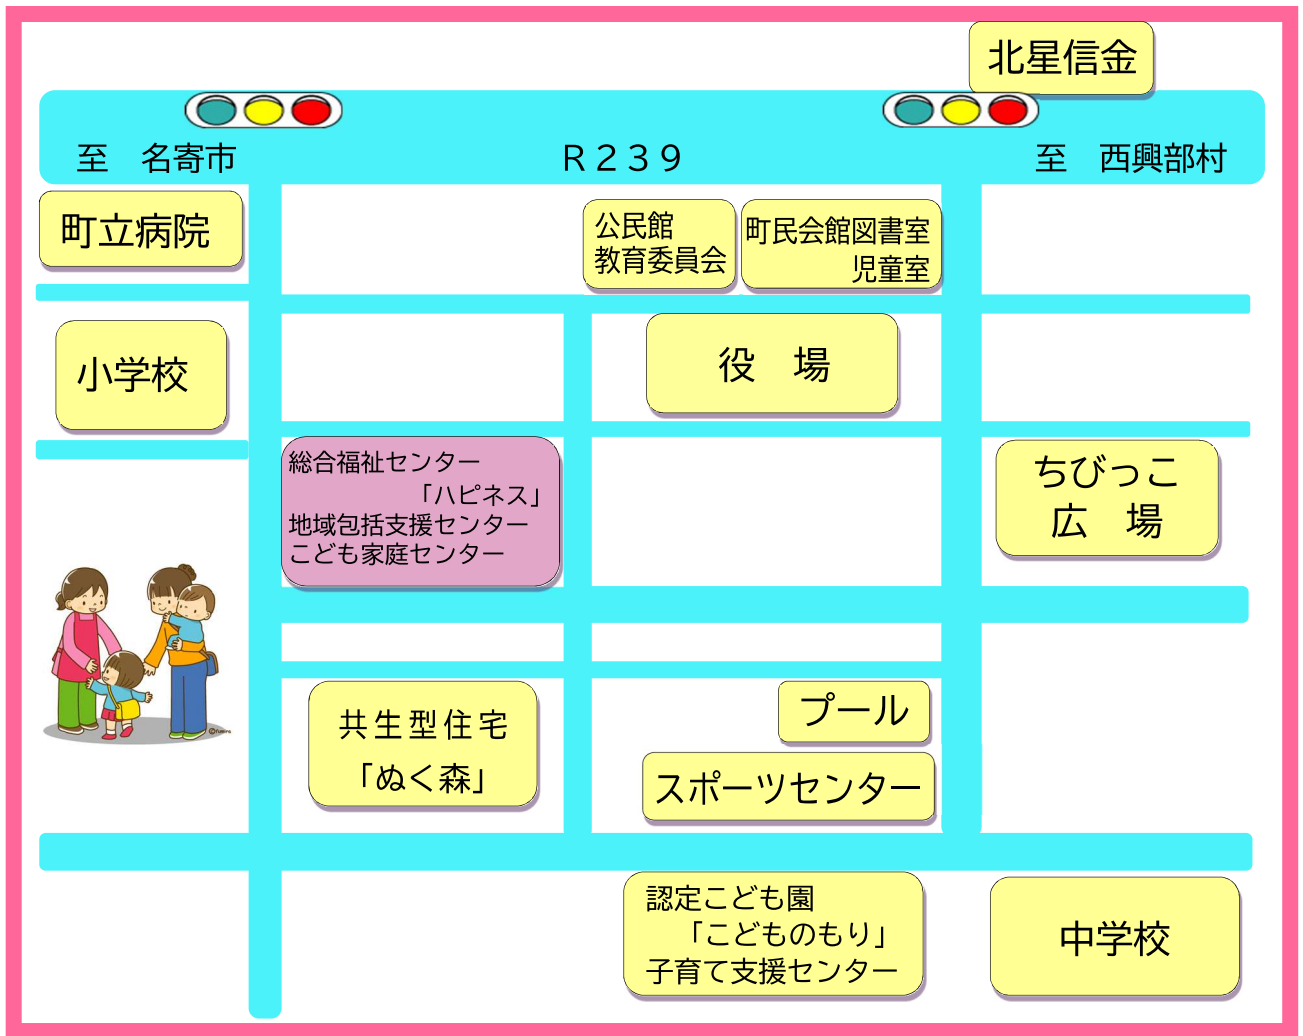 北星信金
至　名寄市
R２３９
至　西興部村
町立病院
公民館
教育委員会
町民会館図書室
児童室
小学校
役　場
総合福祉センター
「ハピネス」
地域包括支援センター
こども家庭センター
ちびっこ
広　場
共生型住宅
「ぬく森」
プール
スポーツセンター
認定こども園
「こどものもり」
子育て支援センター
中学校